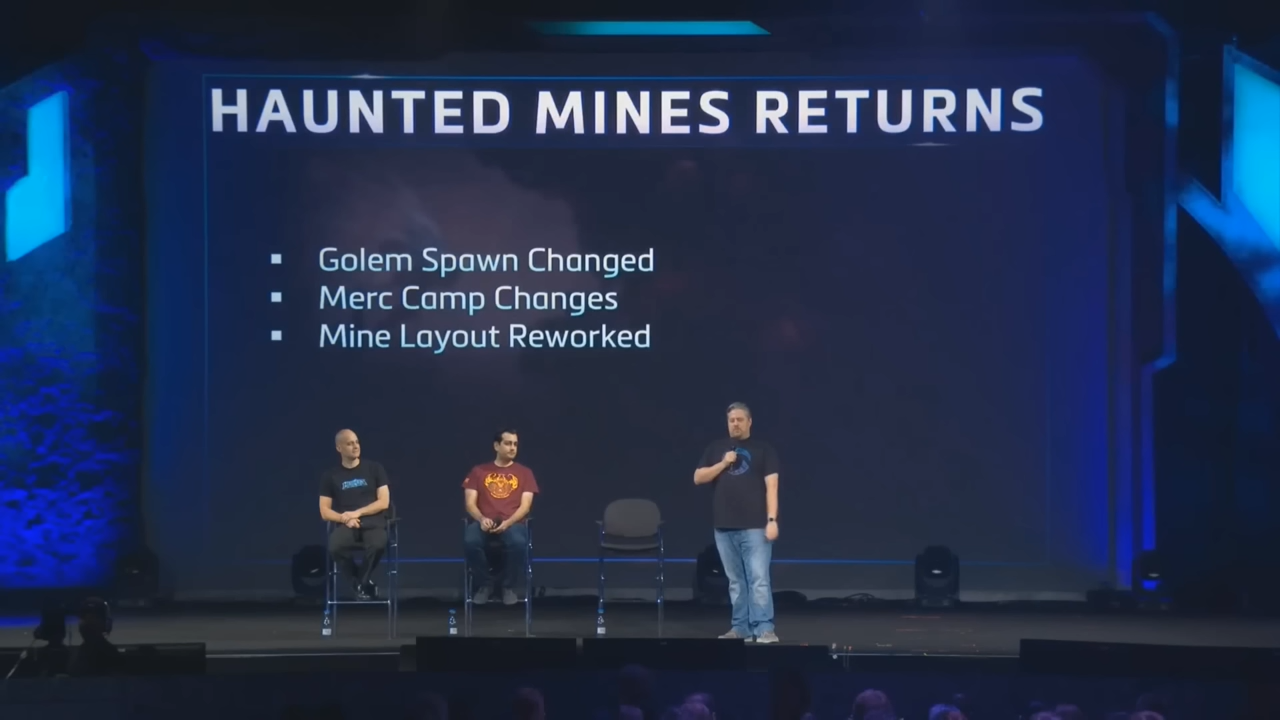 HAUNTED MINES RETURNS
▪ Golem Spawn Changed
▪ Merc Camp Changes
▪ Mine Layout Reworked